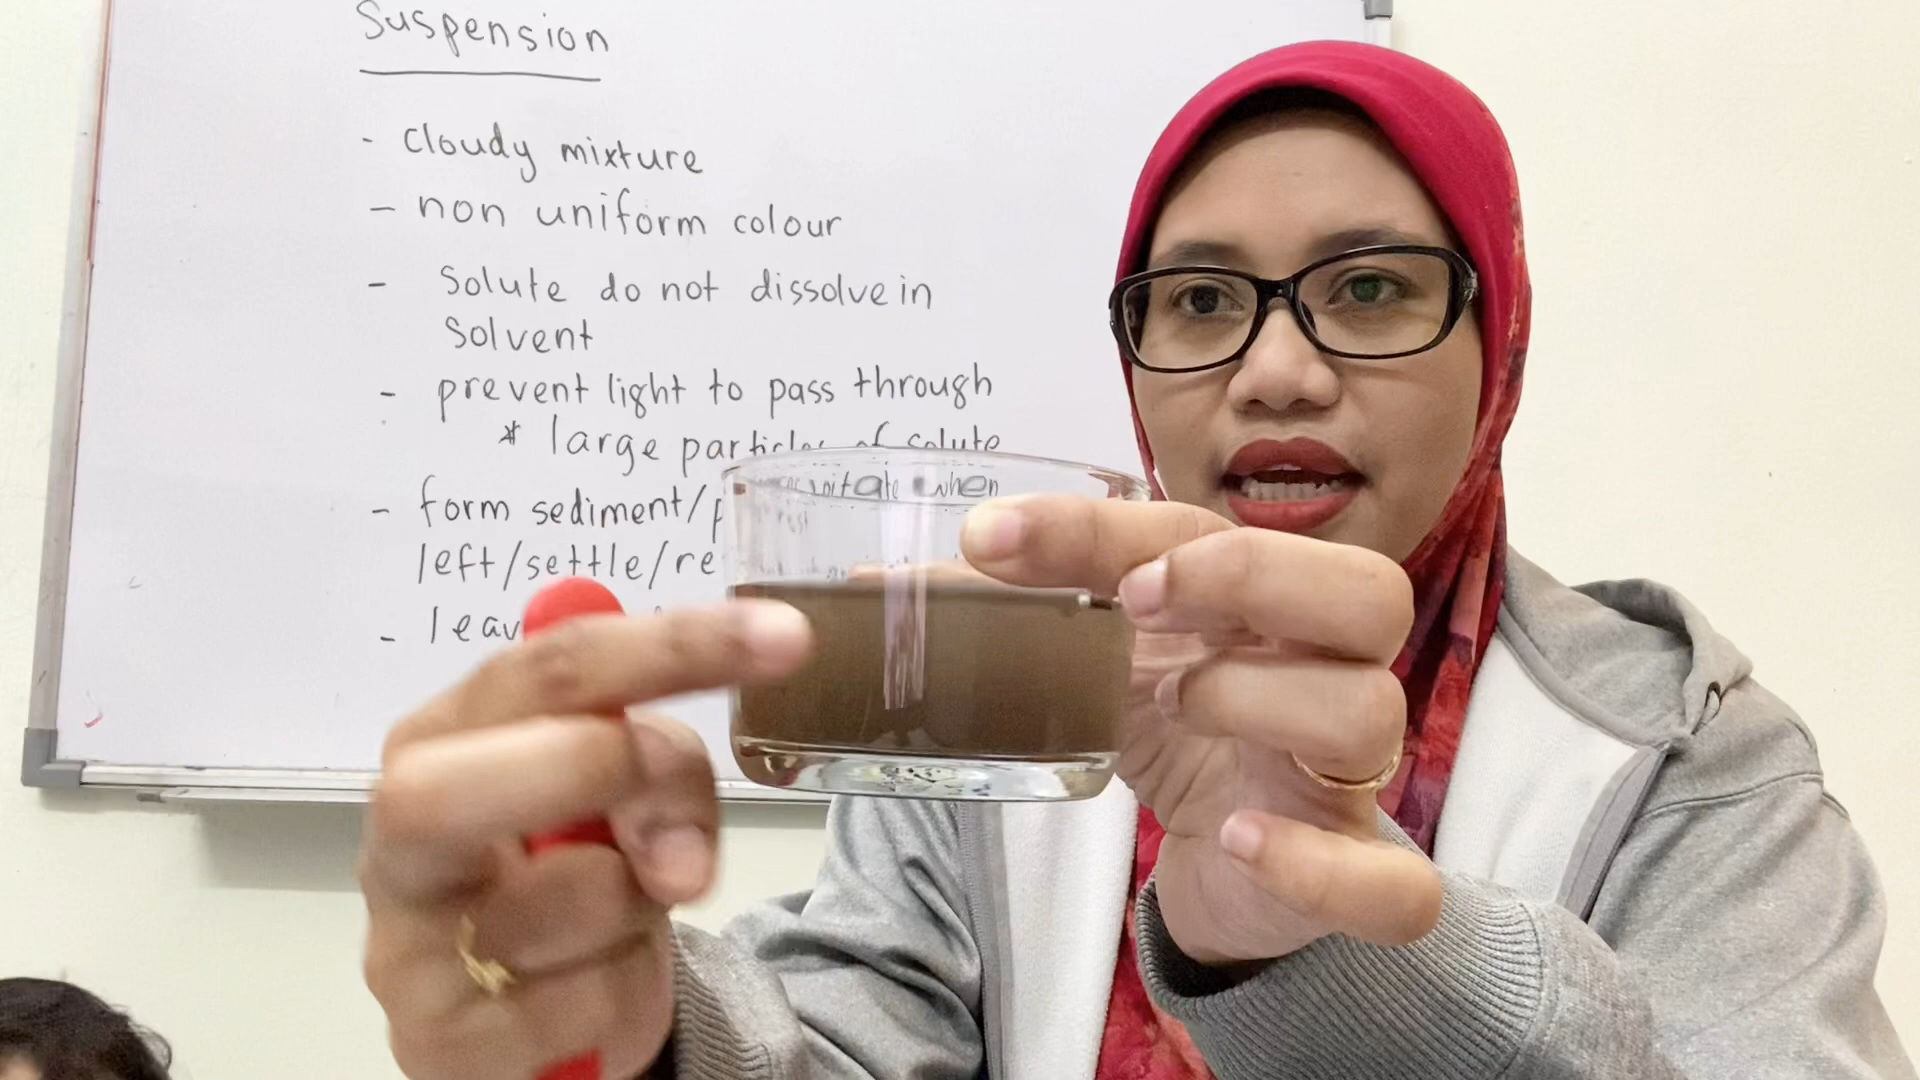 Suspension
- cloudy mixture
- non uniform colour
- Solute do not dissolve in
Solvent
- prevent light to pass through
* large particles of solute
- form sediment/
when
left/settle/re
- leav